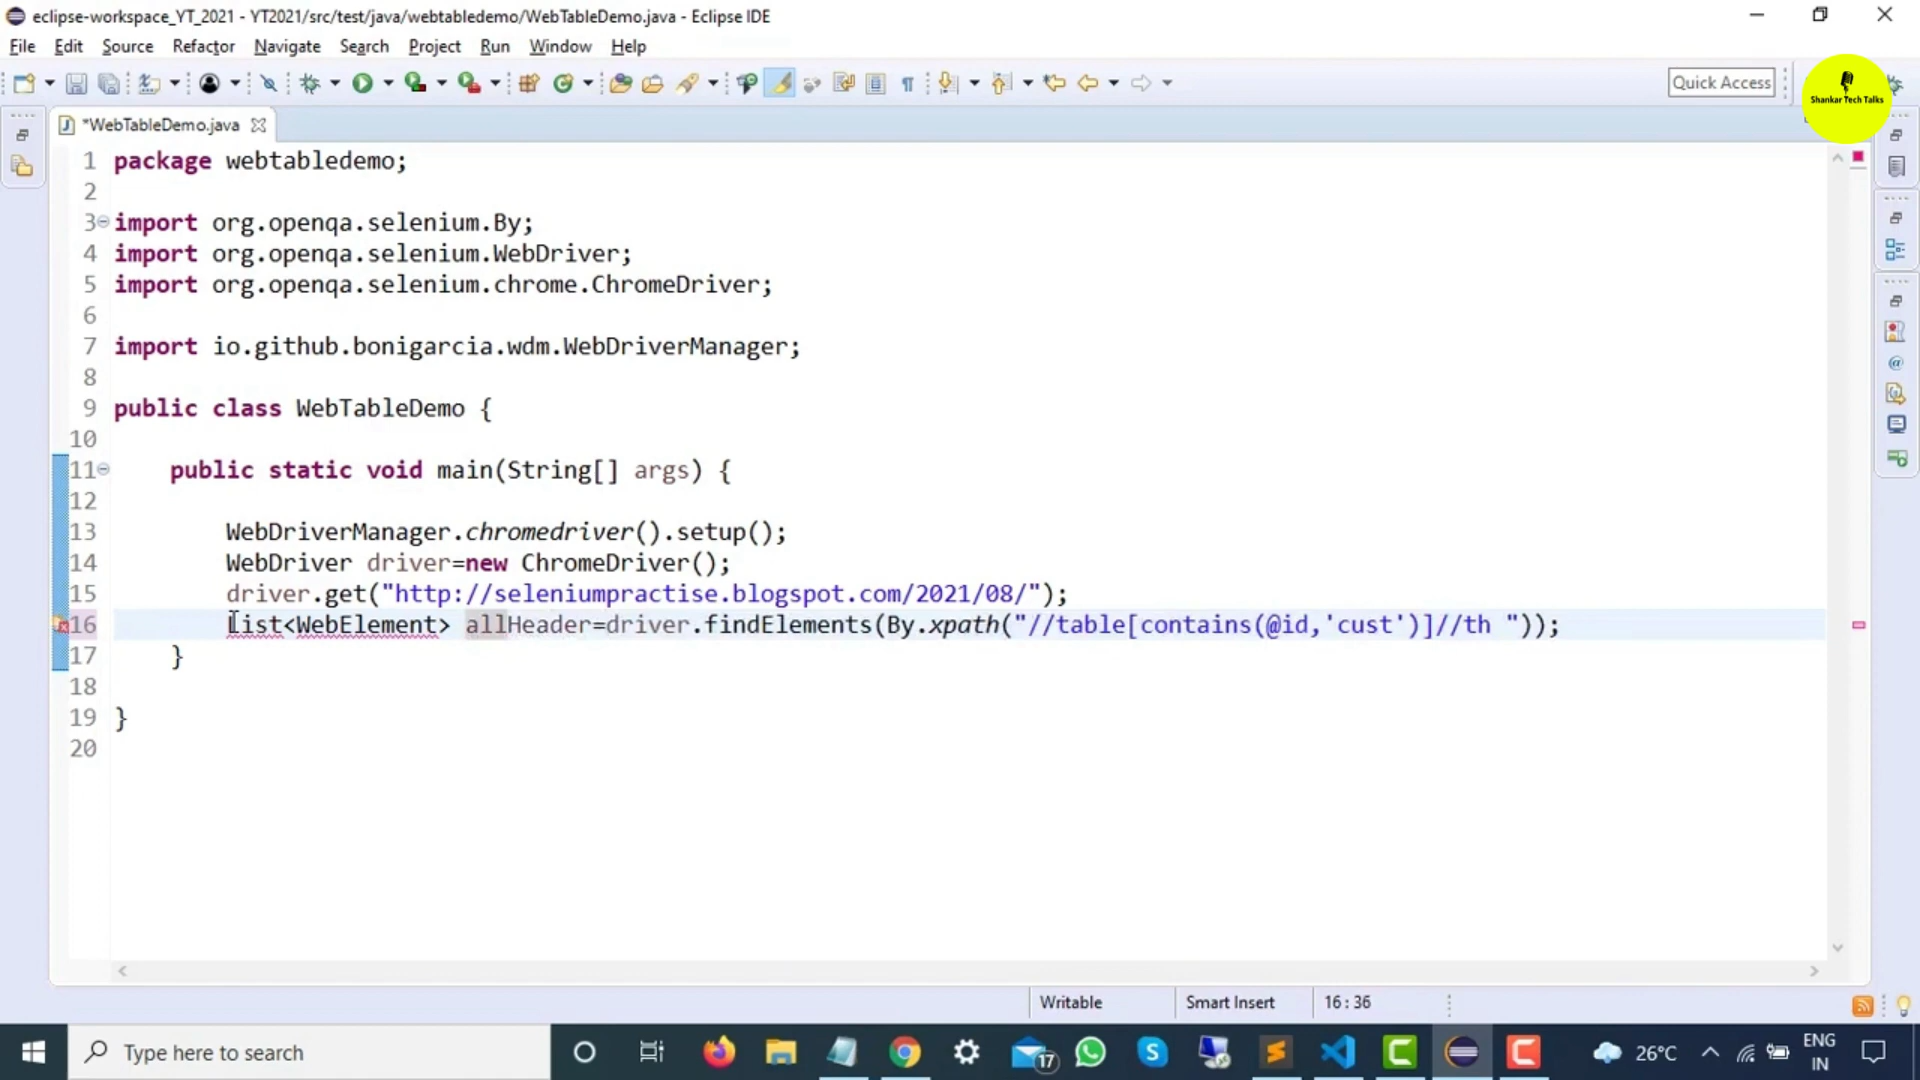 eclipse-workspace_YT_2021 - YT2021/src/test/java/webtabledemo/WebTableDemo.java - Eclipse IDE
File Edit Source Refactor Navigate Search Project Run Window Help
Quick Access
Shankar Tech Talks
*WebTableDemo.java
1 package webtabledemo;
2
3 import org.openqa.selenium.By;
4 import org.openqa.selenium.WebDriver;
5 import org.openqa.selenium.chrome.ChromeDriver;
6
7 import io.github.bonigarcia.wdm.WebDriverManager;
8
9 public class WebTableDemo {
10
11 public static void main(String[] args) {
12
13 WebDriverManager.chromedriver().setup();
14 WebDriver driver=new ChromeDriver();
15 driver.get("http://seleniumpractise.blogspot.com/2021/08/");
16 List<WebElement> allHeader=driver.findElements(By.xpath("//table[contains(@id,'cust')]//th "));
17 }
18
19 }
20
Writable Smart Insert 16 : 36
Type here to search
17
26°C
ENG
IN